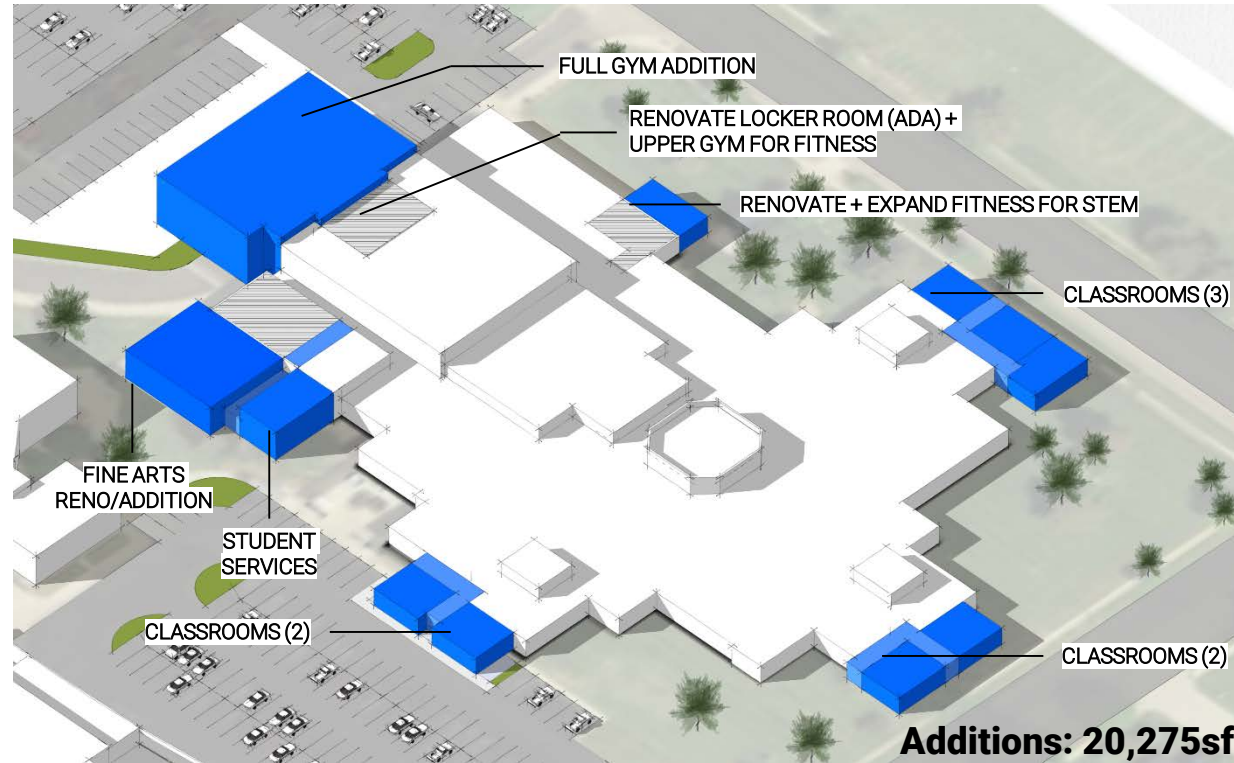 FULL GYM ADDITION
RENOVATE LOCKER ROOM (ADA) +
UPPER GYM FOR FITNESS
RENOVATE + EXPAND FITNESS FOR STEM
CLASSROOMS (3)
FINE ARTS
RENO/ADDITION
STUDENT
SERVICES
CLASSROOMS (2)
CLASSROOMS (2)
Additions: 20,275sf